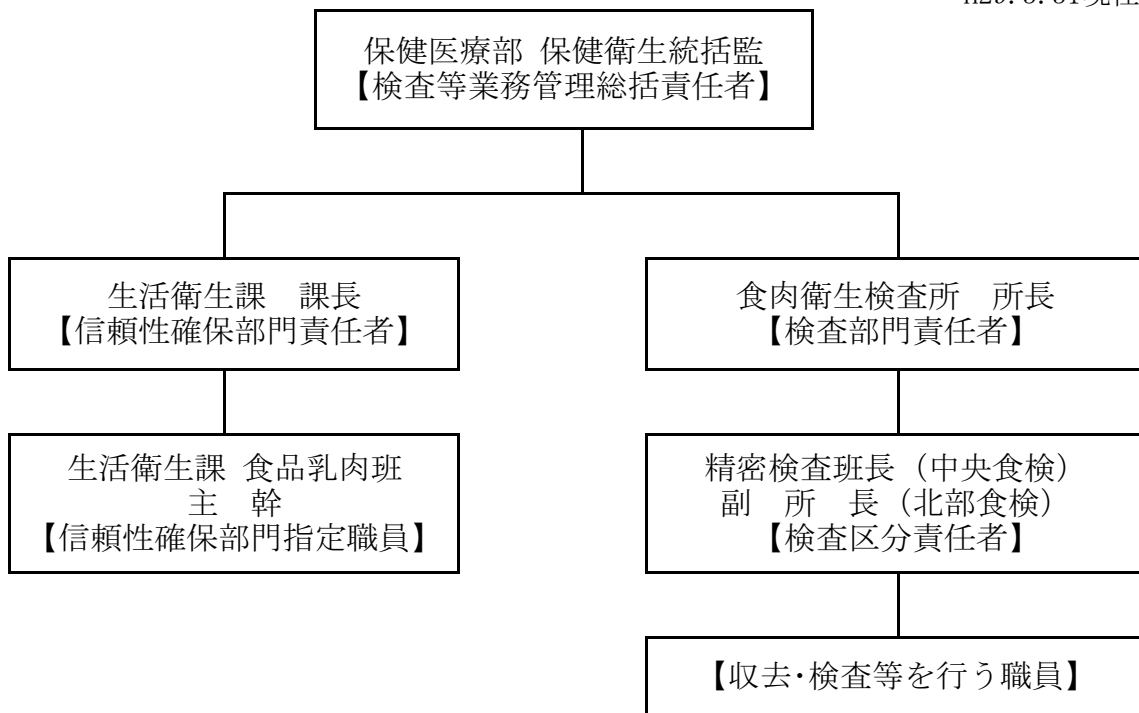 保健医療部 保健衛生統括監
【検査等業務管理総括責任者】
生活衛生課　課長
【信頼性確保部門責任者】
食肉衛生検査所　所長
【検査部門責任者】
生活衛生課 食品乳肉班
主　幹
【信頼性確保部門指定職員】
精密検査班長（中央食検）
副　所　長（北部食検）
【検査区分責任者】
【収去･検査等を行う職員】